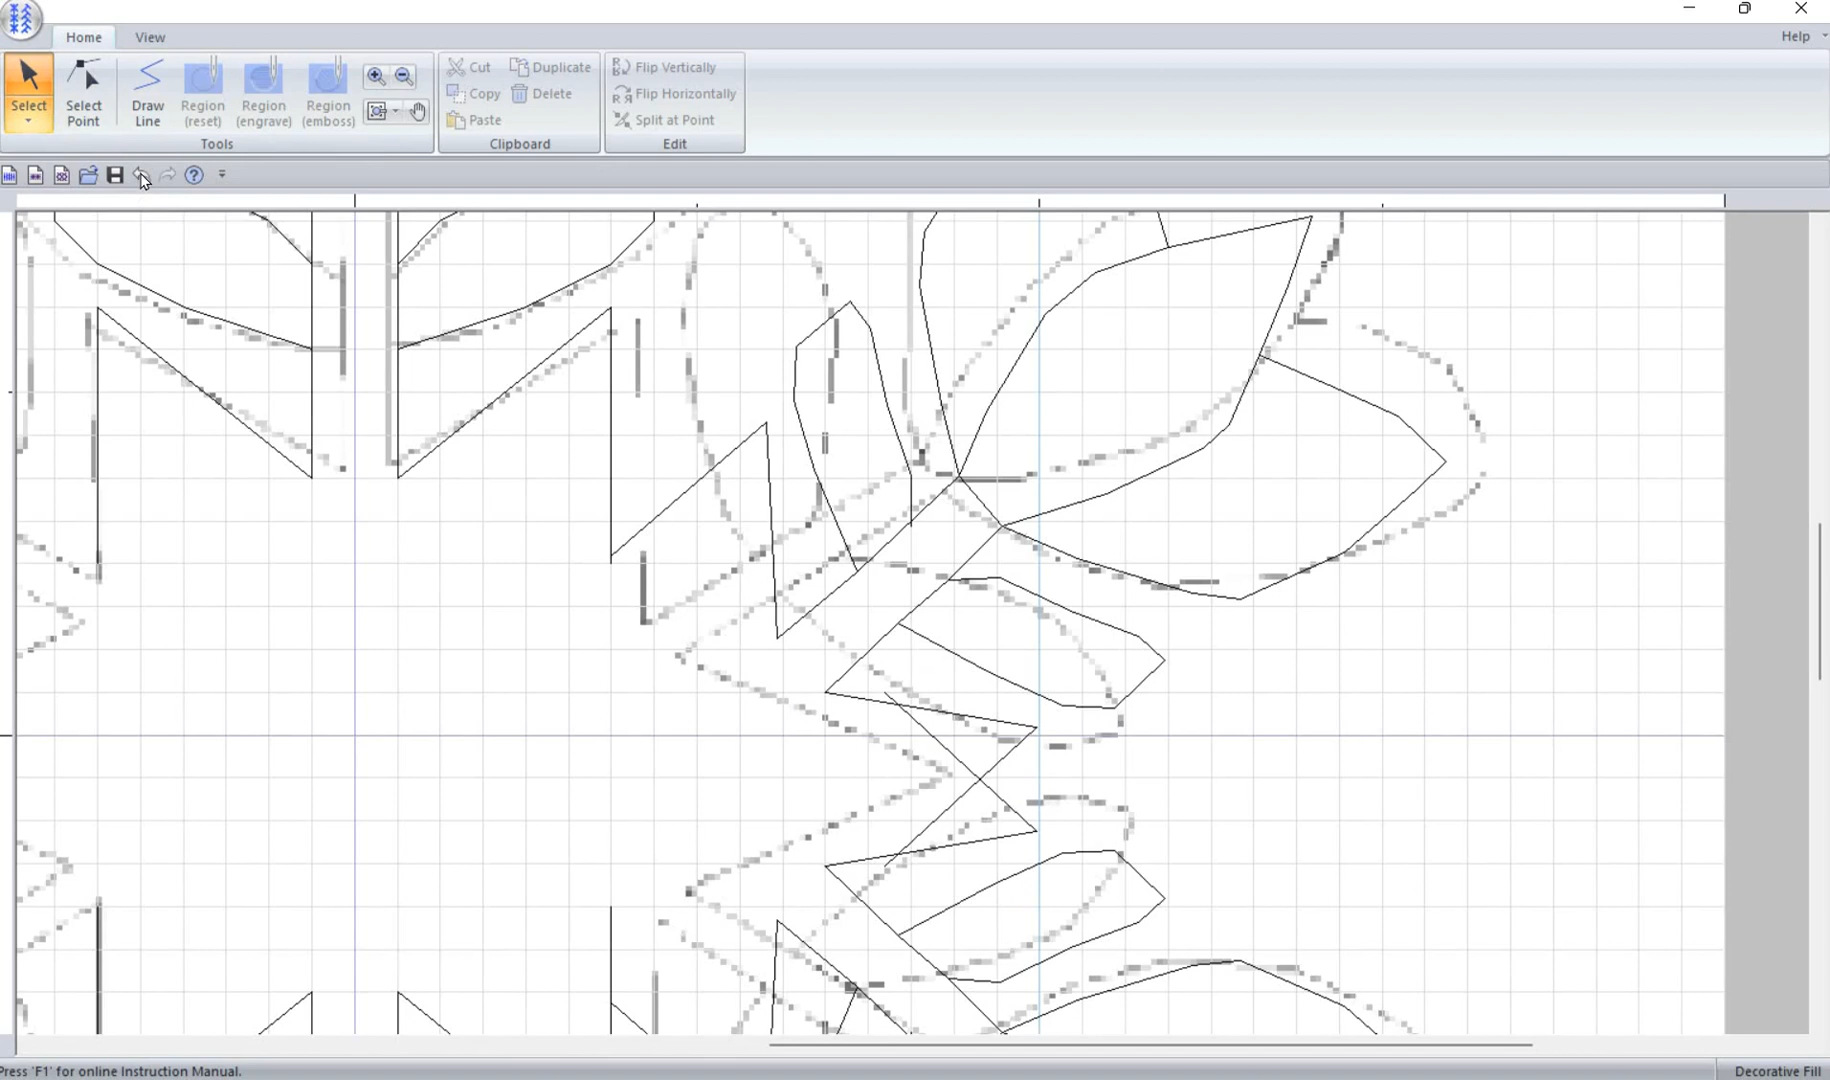 Home View Help
Select
Select Point
Draw Line
Region (reset)
Region (engrave)
Region (emboss)
Tools
Cut Duplicate
Copy Delete
Paste
Clipboard
Flip Vertically
Flip Horizontally
Split at Point
Edit
Press 'F1' for online Instruction Manual. Decorative Fill